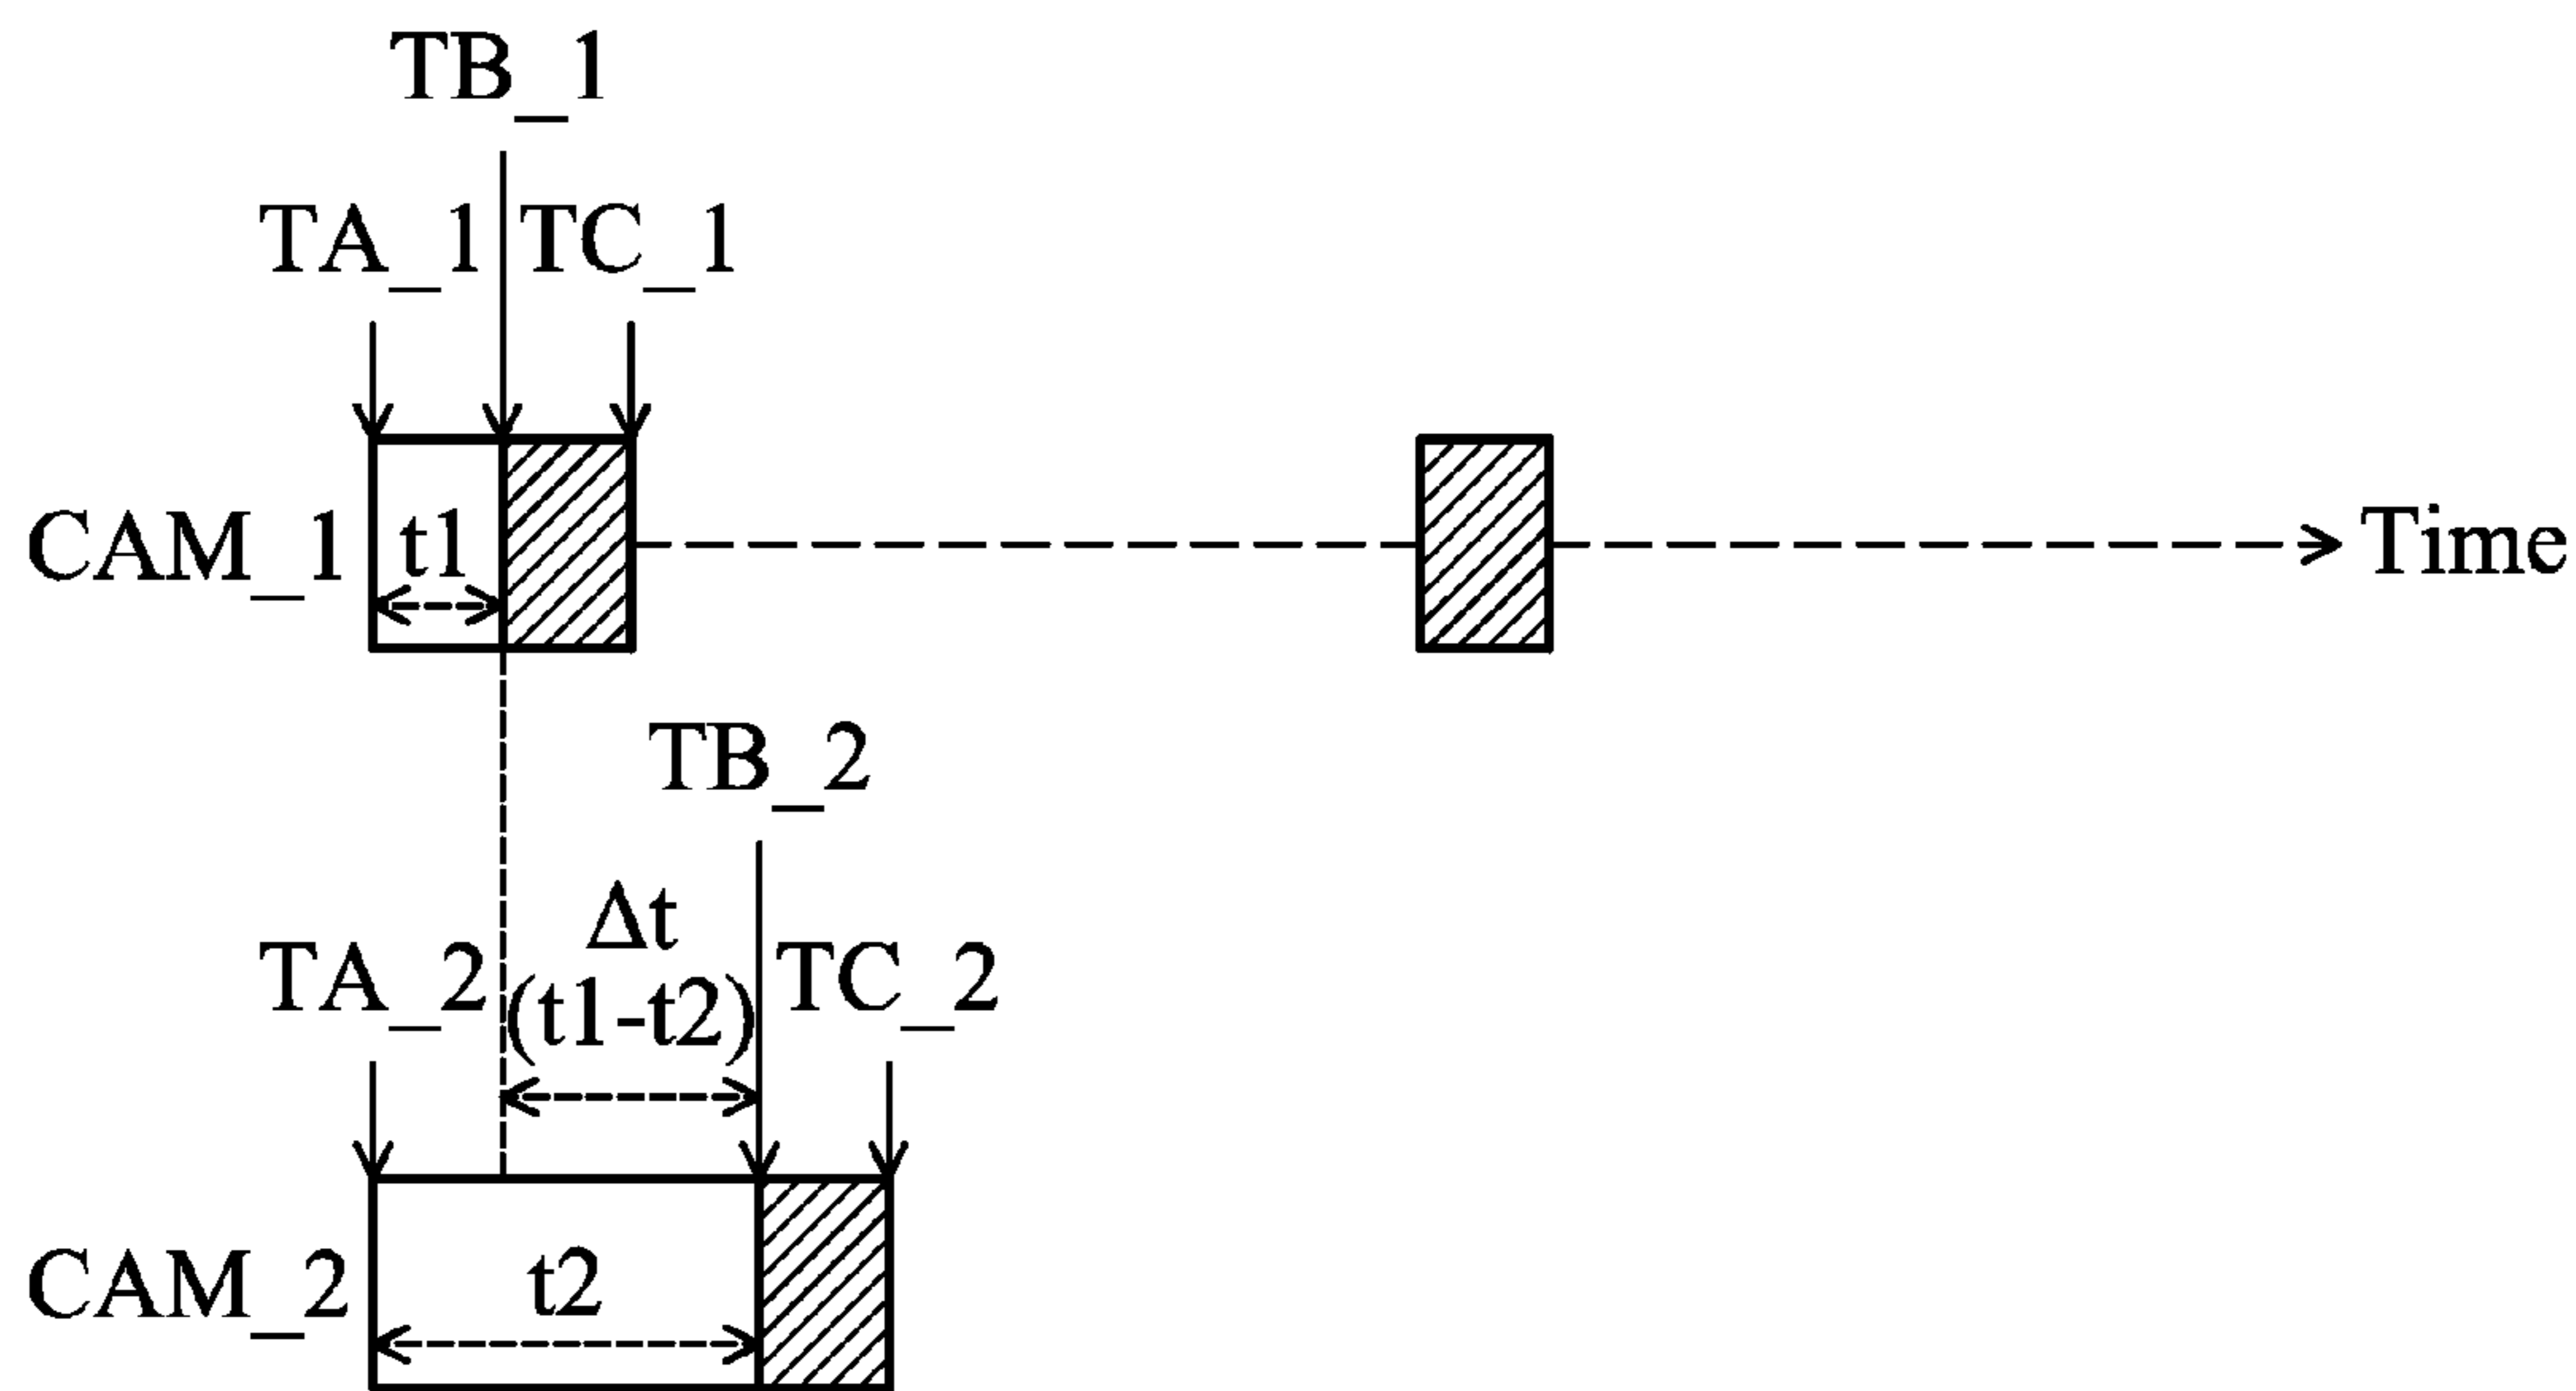 TB_1
TA_1 TC_1
CAM_1 t1 Time
TB_2
Δt
TA_2 (t1-t2) TC_2
CAM_2 t2